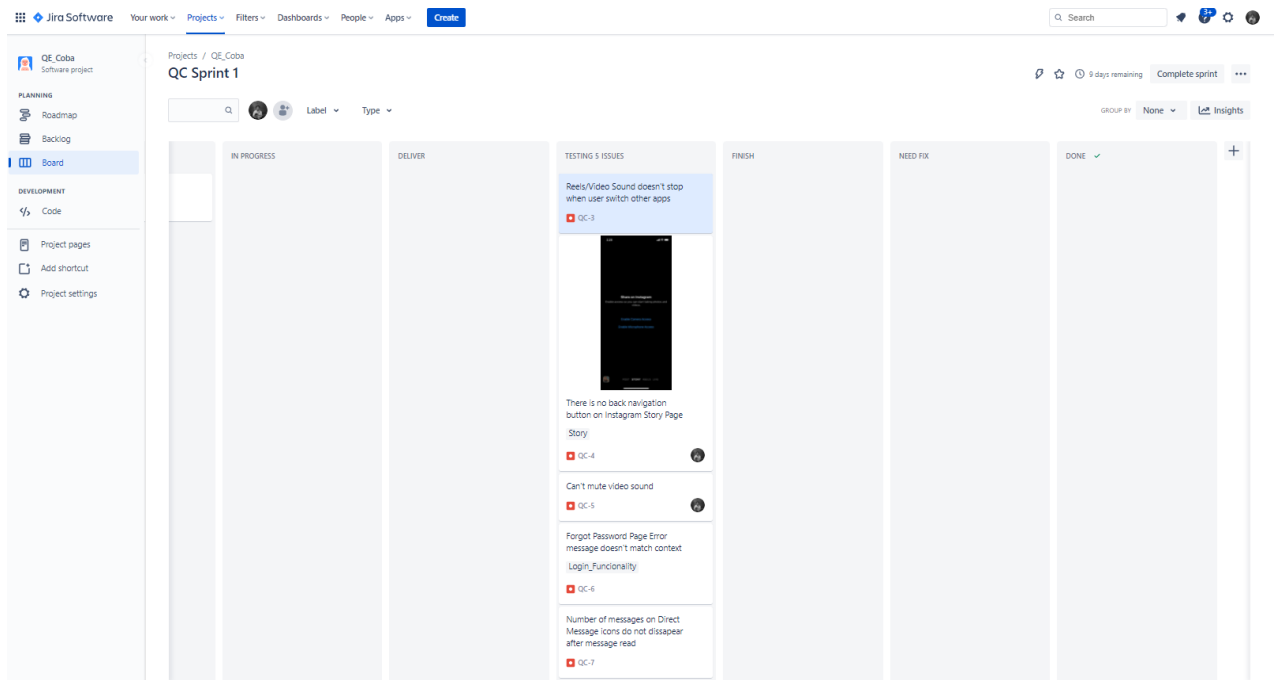 Jira Software
Your work
Projects
Filters
Dashboards
People
Apps
Create
Search
3+
QE_Coba
Software project
PLANNING
Roadmap
Backlog
Board
DEVELOPMENT
Code
Project pages
Add shortcut
Project settings
Projects / QE_Coba
QC Sprint 1
9 days remaining
Complete sprint
Label
Type
GROUP BY
None
Insights
IN PROGRESS
DELIVER
TESTING 5 ISSUES
FINISH
NEED FIX
DONE
Reels/Video Sound doesn't stop
when user switch other apps
QC-3
Share on Instagram
There is no back navigation
button on Instagram Story Page
Story
QC-4
Can't mute video sound
QC-5
Forgot Password Page Error
message doesn't match context
Login_Funcionality
QC-6
Number of messages on Direct
Message icons do not dissapear
after message read
QC-7